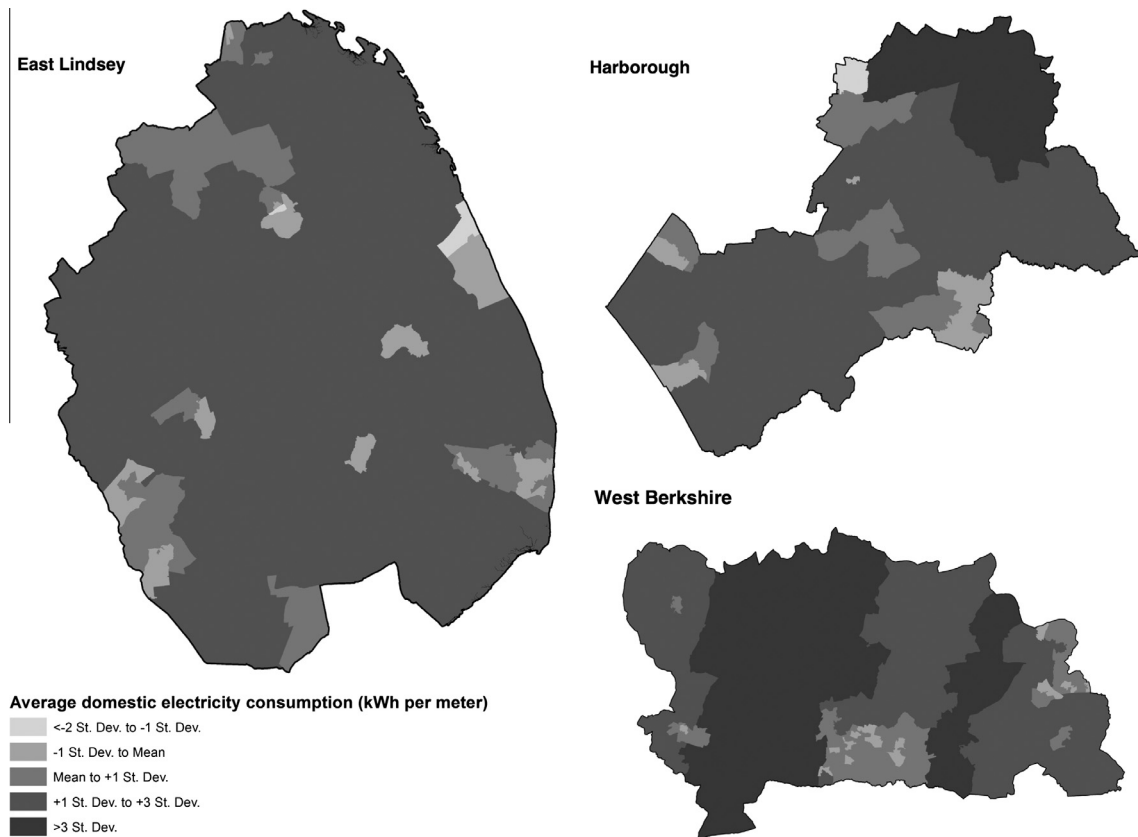 East Lindsey
Harborough
West Berkshire
Average domestic electricity consumption (kWh per meter)
<-2 St. Dev. to -1 St. Dev.
-1 St. Dev to Mean
Mean to +1 St. Dev.
+1 St. Dev. to +3 St. Dev.
>3 St. Dev.